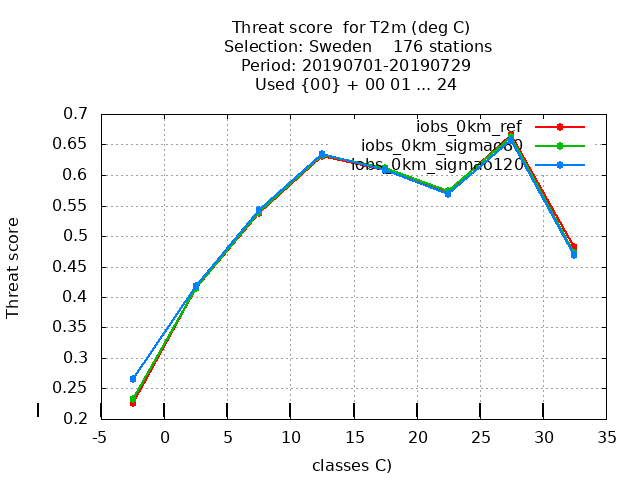 Threat score  for T2m (deg C)
Selection: Sweden    176 stations
Period: 20190701-20190729
Used {00} + 00 01 ... 24
iobs_0km_ref
iobs_0km_sigmao80
iobs_0km_sigmao120
Threat score
0.7
0.65
0.6
0.55
0.5
0.45
0.4
0.35
0.3
0.25
0.2
-5 0 5 10 15 20 25 30 35
classes C)